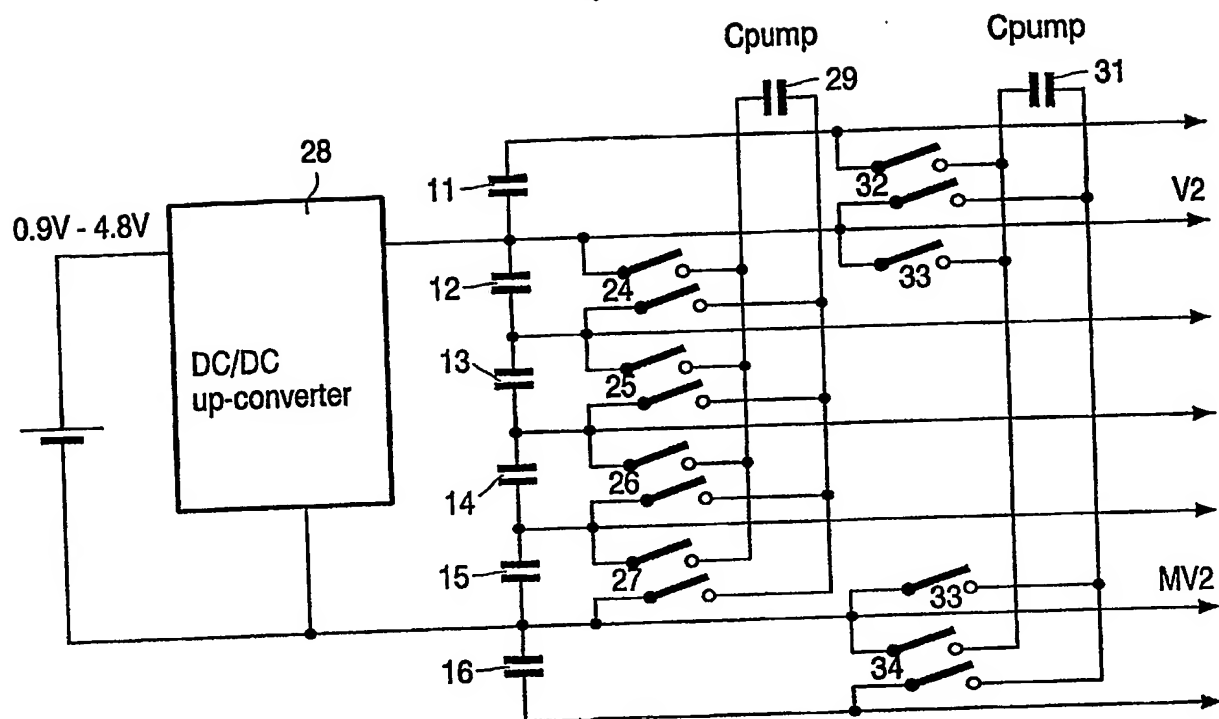 Cpump
Cpump
29
31
28
11
32
V2
0.9V - 4.8V
33
12
24
13
25
DC/DC
up-converter
26
14
27
15
33
MV2
16
34